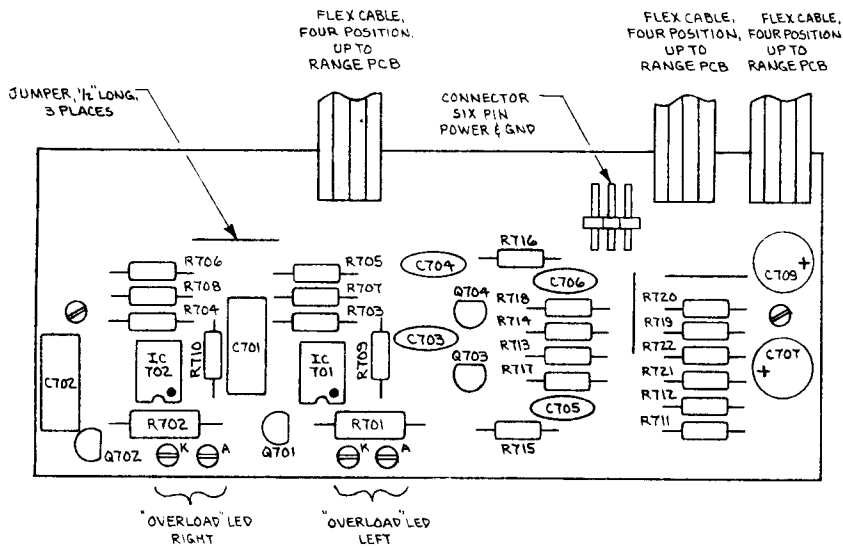 FLEX CABLE,
FOUR POSITION,
UP TO
RANGE PCB
FLEX CABLE,
FOUR POSITION,
UP TO
RANGE PCB
FLEX CABLE,
FOUR POSITION
UP TO
RANGE PCB
JUMPER, 1/2" LONG,
3 PLACES
CONNECTOR
SIX PIN
POWER & GND
R706
R708
R704
R705
R707
R703
C704
R716
C706
C709
+
Q704
R718
R714
R713
R717
R720
R719
R722
R721
R712
R711
C702
IC
702
R710
C701
IC
701
R709
C703
Q703
C705
C707
+
R702
R701
R715
Q702
K
A
Q701
K
A
"OVERLOAD" LED
RIGHT
"OVERLOAD" LED
LEFT